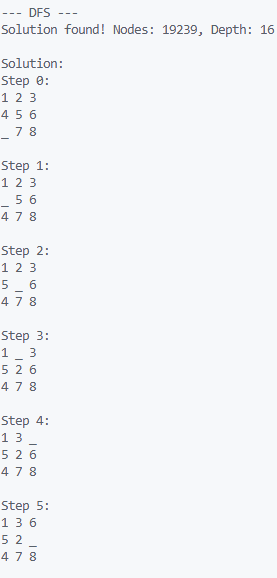 --- DFS ---
Solution found! Nodes: 19239, Depth: 16
Solution:
Step 0:
1 2 3
4 5 6
_ 7 8
Step 1:
1 2 3
_ 5 6
4 7 8
Step 2:
1 2 3
5 _ 6
4 7 8
Step 3:
1 _ 3
5 2 6
4 7 8
Step 4:
1 3 _
5 2 6
4 7 8
Step 5:
1 3 6
5 2 _
4 7 8